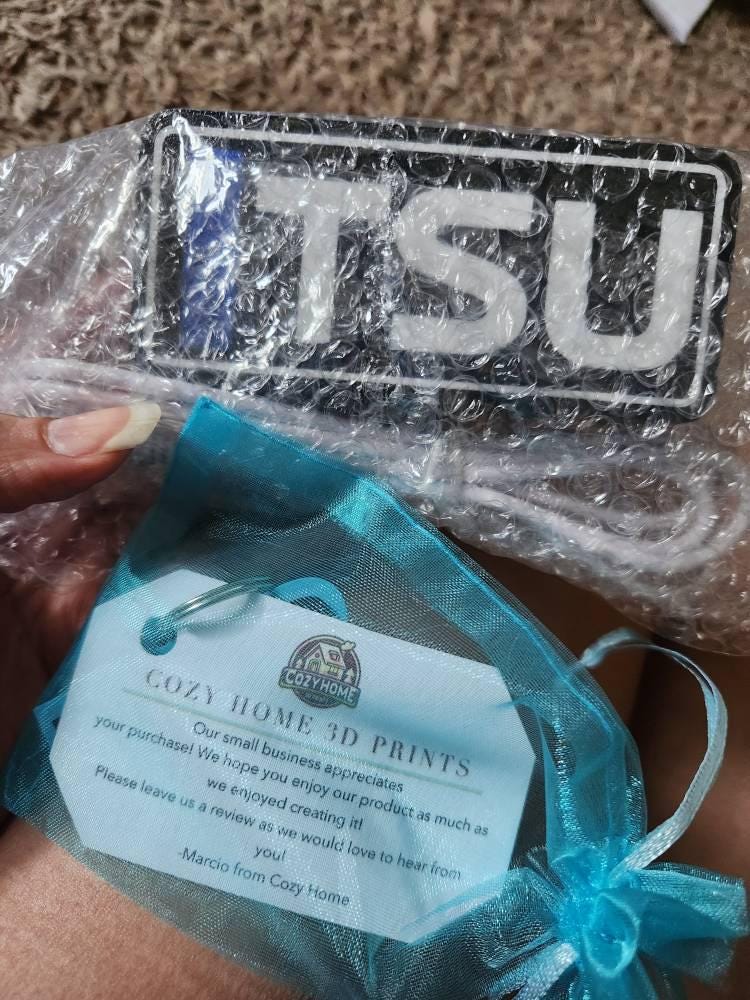 TSU
COZYHOME
COZY HOME 3D PRINTS
Our small business appreciates
your purchase! We hope you enjoy our product as much as
we enjoyed creating it!
Please leave us a review as we would love to hear from
you!
-Marcio from Cozy Home